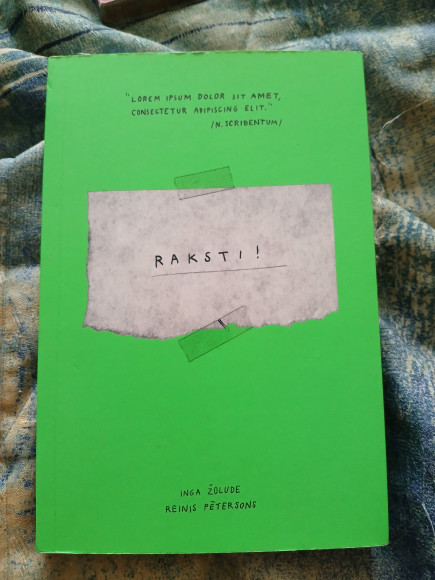 "LOREM IPSUM DOLOR SIT AMET,
CONSECTETUR ADIPISCING ELIT."
/N. SCRIBENTUM/
RAKSTI!
INGA ŽOLUDE
REINIS PĒTERSONS